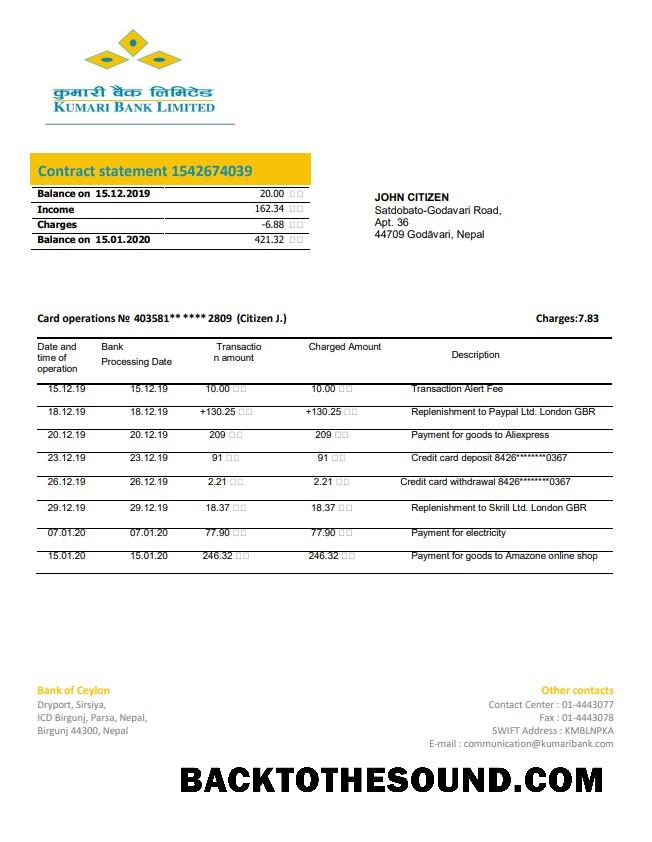 कुमारी बैंक लिमिटेड
KUMARI BANK LIMITED
Contract statement 1542674039
Balance on 15.12.2019 20.00 □□
Income 162.34 □□
Charges -6.88 □□
Balance on 15.01.2020 421.32 □□
JOHN CITIZEN
Satdobato-Godavari Road,
Apt. 36
44709 Godāvari, Nepal
Card operations № 403581** **** 2809 (Citizen J.) Charges:7.83
Date and time of operation Bank Processing Date Transactio n amount Charged Amount Description
15.12.19 15.12.19 10.00 □□ 10.00 □□ Transaction Alert Fee
18.12.19 18.12.19 +130.25 □□ +130.25 □□ Replenishment to Paypal Ltd. London GBR
20.12.19 20.12.19 209 □□ 209 □□ Payment for goods to Aliexpress
23.12.19 23.12.19 91 □□ 91 □□ Credit card deposit 8426********0367
26.12.19 26.12.19 2.21 □□ 2.21 □□ Credit card withdrawal 8426********0367
29.12.19 29.12.19 18.37 □□ 18.37 □□ Replenishment to Skrill Ltd. London GBR
07.01.20 07.01.20 77.90 □□ 77.90 □□ Payment for electricity
15.01.20 15.01.20 246.32 □□ 246.32 □□ Payment for goods to Amazone online shop
Bank of Ceylon
Dryport, Sirsiya,
ICD Birgunj, Parsa, Nepal,
Birgunj 44300, Nepal
Other contacts
Contact Center : 01-4443077
Fax : 01-4443078
SWIFT Address : KMBLNPKA
E-mail : communication@kumaribank.com
BACKTOTHESOUND.COM